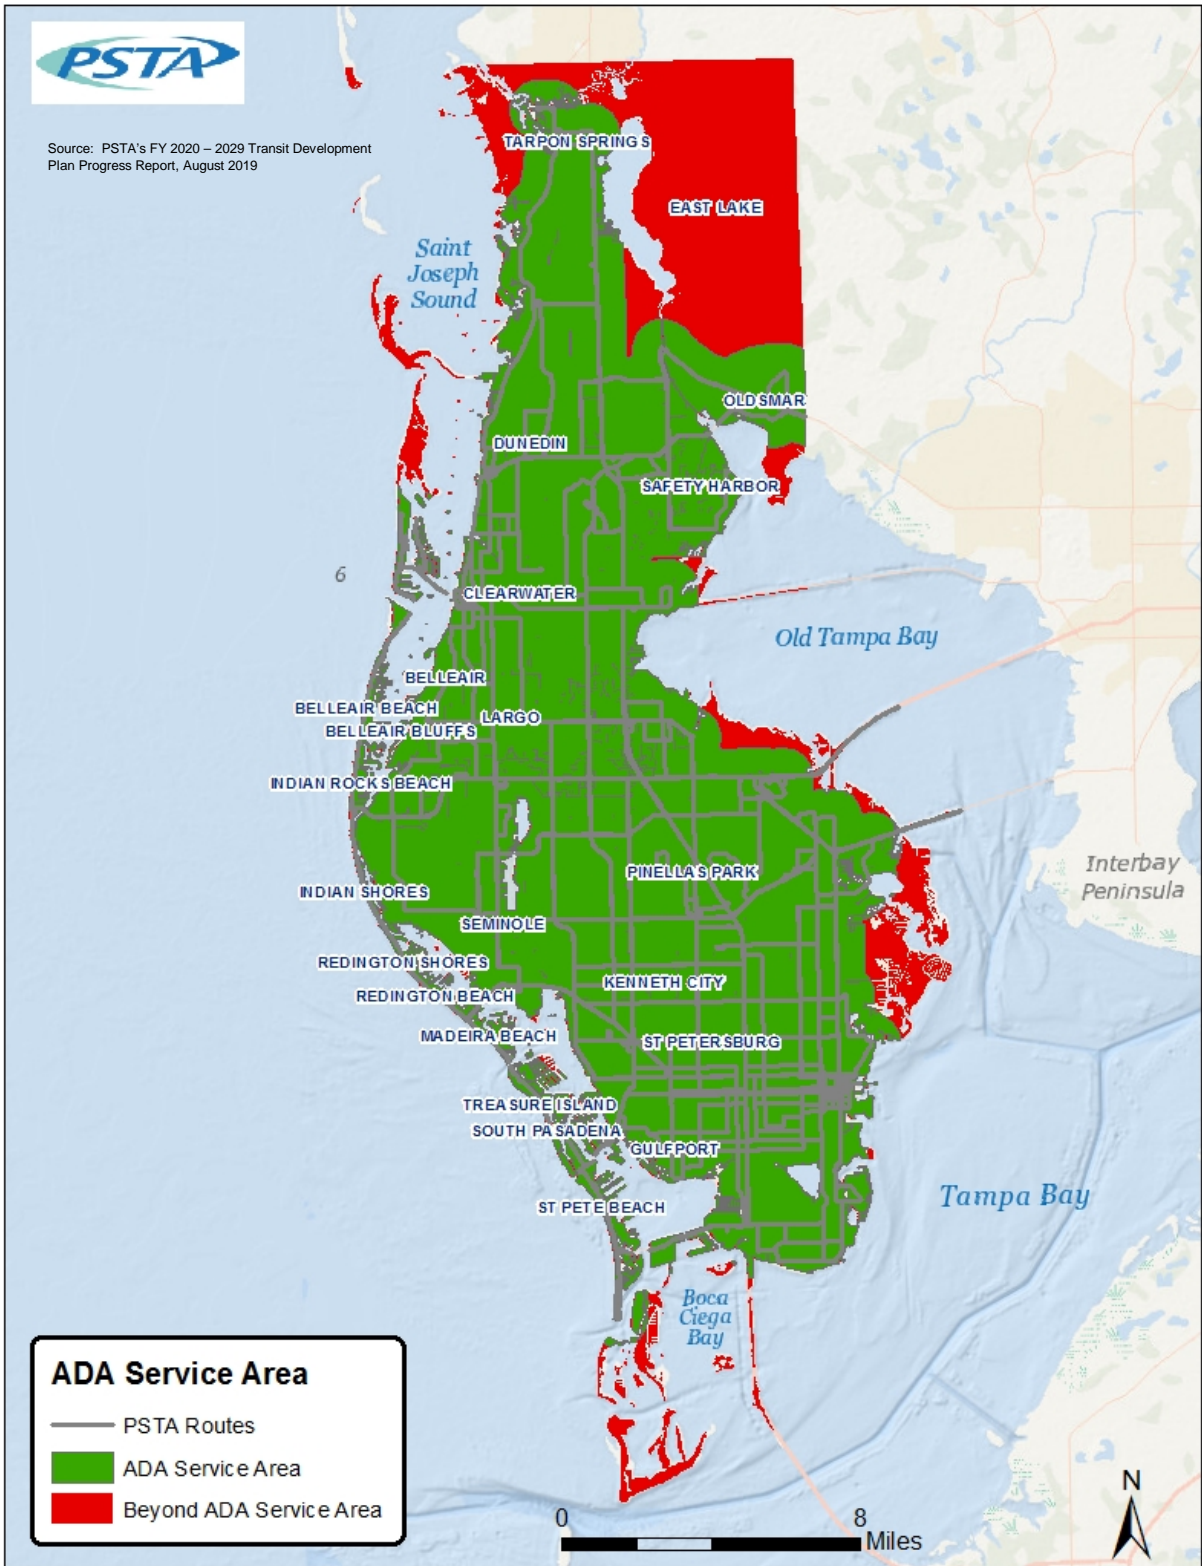 PSTA
Source: PSTA's FY 2020 – 2029 Transit Development
Plan Progress Report, August 2019
TARPON SPRINGS
EAST LAKE
Saint
Joseph
Sound
OLDSMAR
DUNEDIN
SAFETY HARBOR
6
CLEARWATER
Old Tampa Bay
BELLEAIR
BELLEAIR BEACH
LARGO
BELLEAIR BLUFFS
INDIAN ROCKS BEACH
PINELLAS PARK
Interbay
Peninsula
INDIAN SHORES
SEMINOLE
REDINGTON SHORES
KENNETH CITY
REDINGTON BEACH
MADEIRA BEACH
ST PETERSBURG
TREASURE ISLAND
SOUTH PASADENA
GULFPORT
Tampa Bay
ST PETE BEACH
Boca
Ciega
Bay
ADA Service Area
PSTA Routes
ADA Service Area
Beyond ADA Service Area
N
0 8
Miles